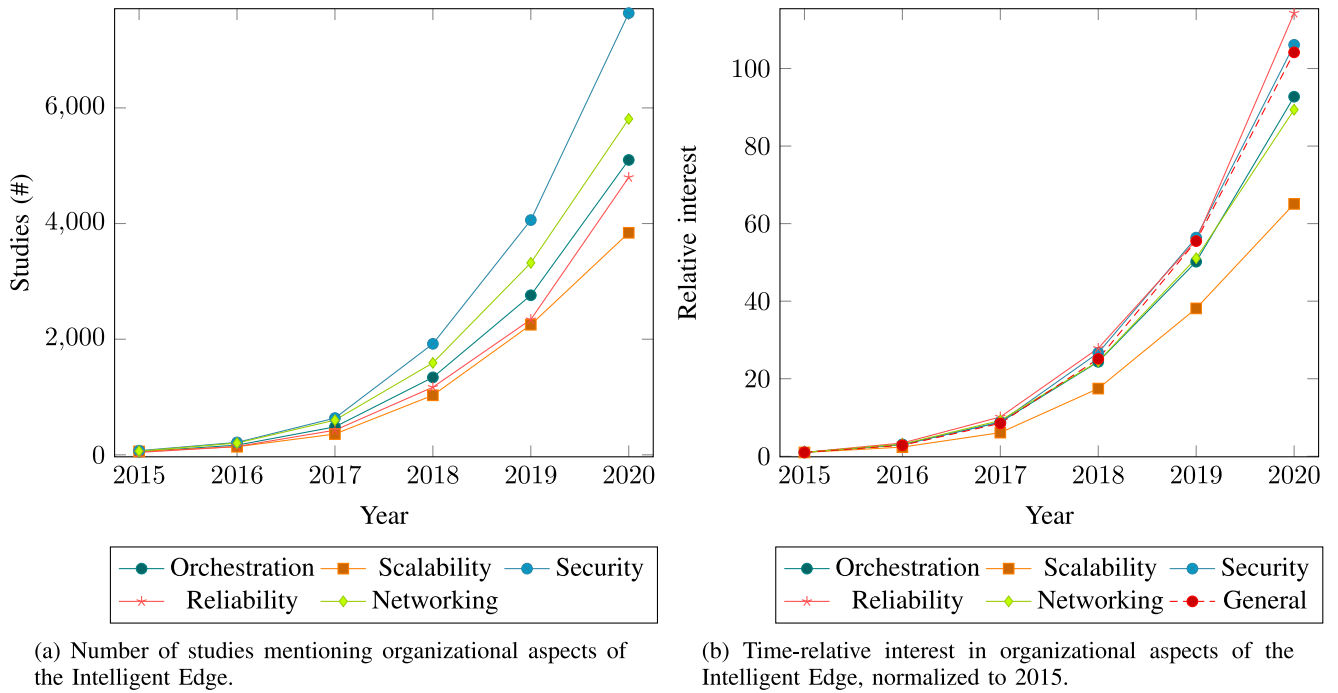 6,000
4,000
2,000
0
Studies (#)
2015 2016 2017 2018 2019 2020
Year
Orchestration Scalability Security
Reliability Networking
(a) Number of studies mentioning organizational aspects of
the Intelligent Edge.
100
80
60
40
20
0
Relative interest
2015 2016 2017 2018 2019 2020
Year
Orchestration Scalability Security
Reliability Networking General
(b) Time-relative interest in organizational aspects of the
Intelligent Edge, normalized to 2015.